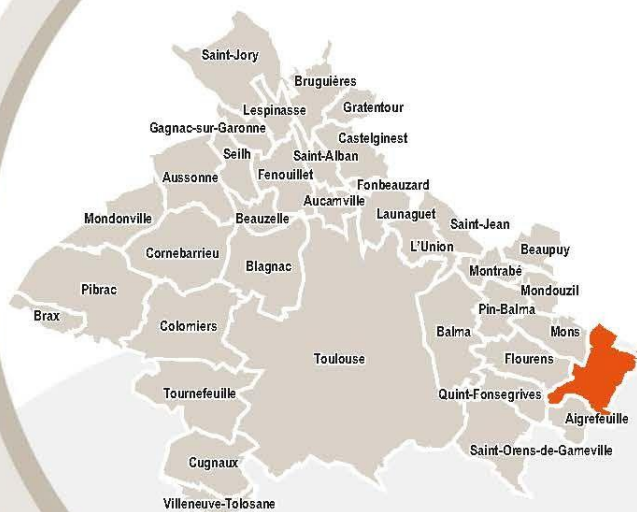 Saint-Jory
Bruguières
Lespinasse
Gratentour
Gagnac-sur-Garonne
Castelginest
Seilh
Saint-Alban
Aussonne
Fenouillet
Fonbeauzard
Aucamville
Launaguet
Mondonville
Beauzelle
Saint-Jean
L'Union
Beaupuy
Cornebarrieu
Blagnac
Montrabé
Pibrac
Mondouzil
Pin-Balma
Brax
Colomiers
Balma
Mons
Toulouse
Flourens
Tournefeuille
Quint-Fonsegrives
Aigrefeuille
Saint-Orens-de-Gameville
Cugnaux
Villeneuve-Tolosane